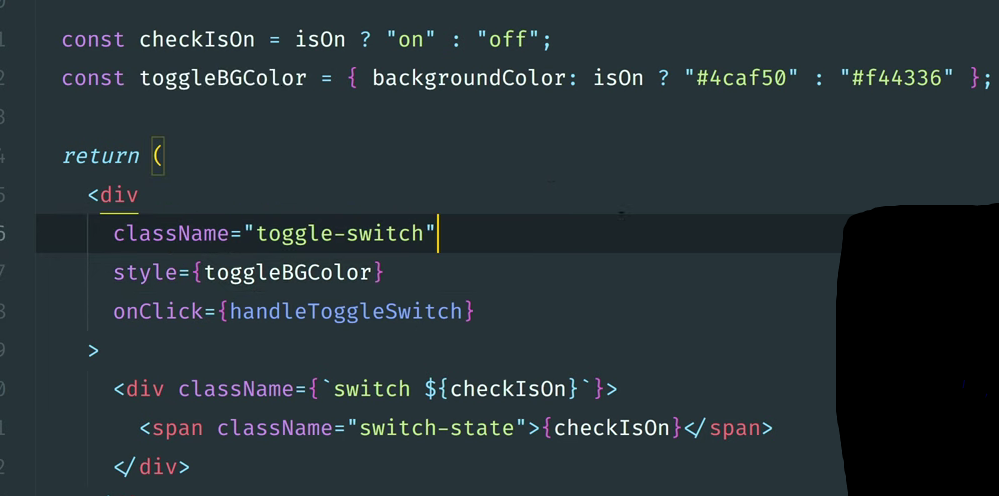 const checkIsOn = isOn ? "on" : "off";
const toggleBGColor = { backgroundColor: isOn ? "#4caf50" : "#f44336" };
return (
<div
className="toggle-switch"
style={toggleBGColor}
onClick={handleToggleSwitch}
>
<div className={`switch ${checkIsOn}`}>
<span className="switch-state">{checkIsOn}</span>
</div>